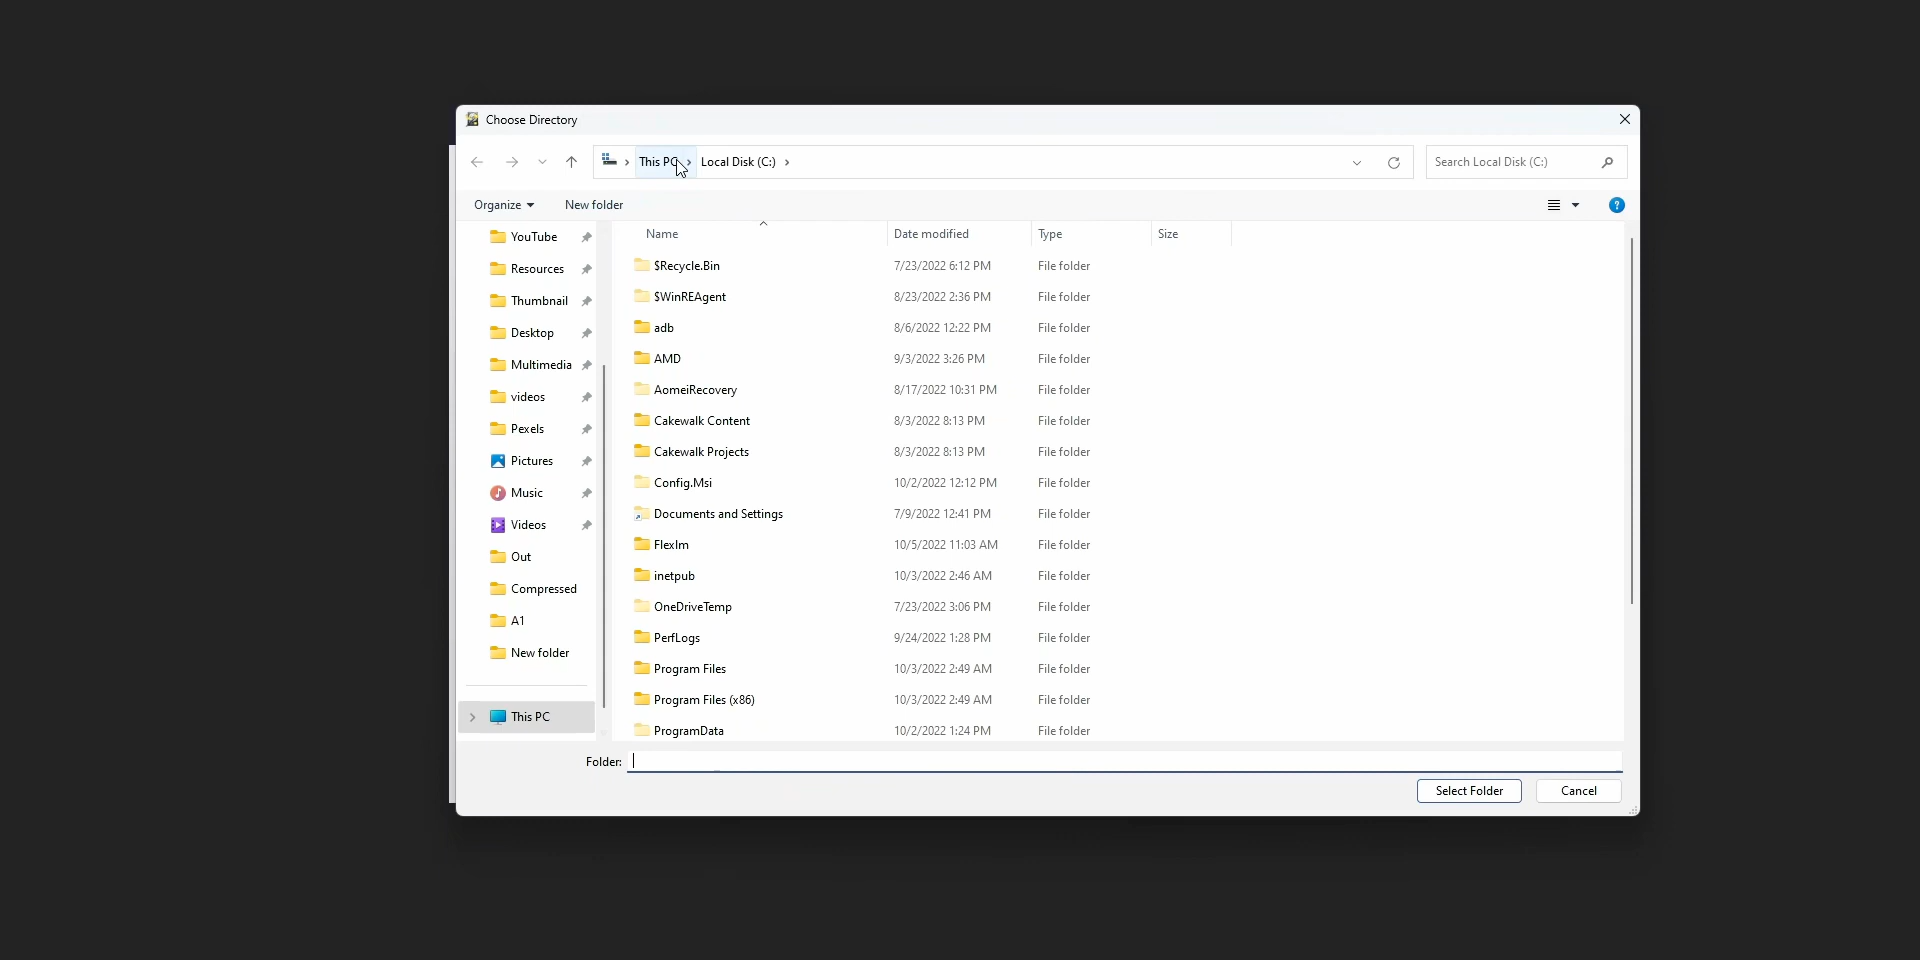 Choose Directory
This PC Local Disk (C:)
Search Local Disk (C:)
Organize New folder
?
Name Date modified Type Size
YouTube
Resources
Thumbnail
Desktop
Multimedia
videos
Pexels
Pictures
Music
Videos
Out
Compressed
A1
New folder
This PC
$Recycle.Bin 7/23/2022 6:12 PM File folder
$WinREAgent 8/23/2022 2:36 PM File folder
adb 8/6/2022 12:22 PM File folder
AMD 9/3/2022 3:26 PM File folder
AomeiRecovery 8/17/2022 10:31 PM File folder
Cakewalk Content 8/3/2022 8:13 PM File folder
Cakewalk Projects 8/3/2022 8:13 PM File folder
Config.Msi 10/2/2022 12:12 PM File folder
Documents and Settings 7/9/2022 12:41 PM File folder
Flexlm 10/5/2022 11:03 AM File folder
inetpub 10/3/2022 2:46 AM File folder
OneDriveTemp 7/23/2022 3:06 PM File folder
PerfLogs 9/24/2022 1:28 PM File folder
Program Files 10/3/2022 2:49 AM File folder
Program Files (x86) 10/3/2022 2:49 AM File folder
ProgramData 10/2/2022 1:24 PM File folder
Folder:
Select Folder Cancel